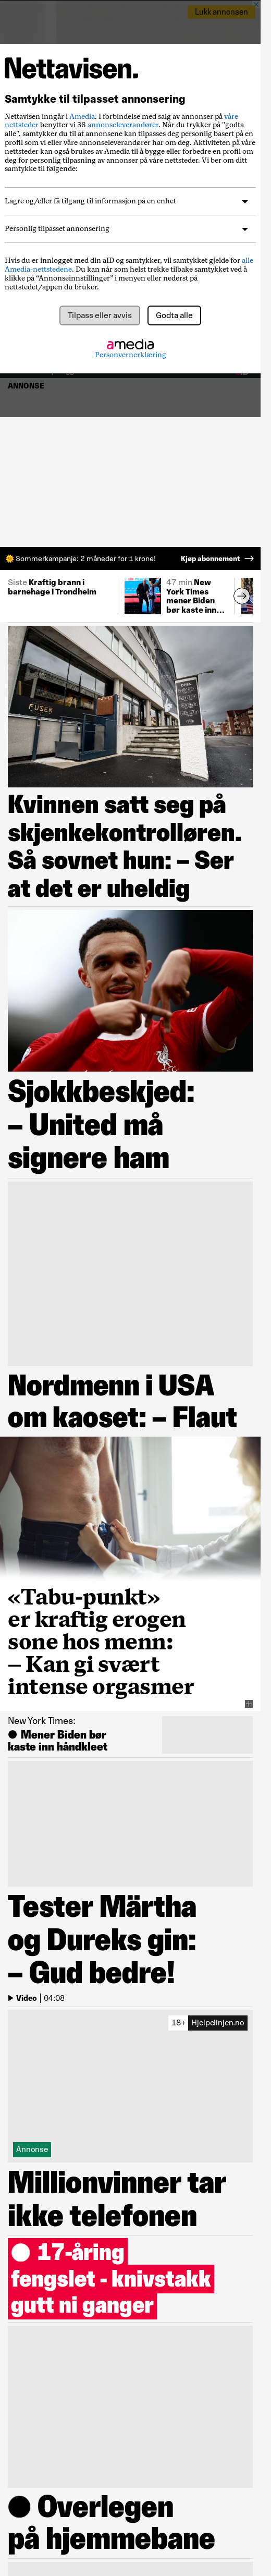 Lukk annonsen
Nettavisen.
Samtykke til tilpasset annonsering
Nettavisen inngår i Amedia. I forbindelse med salg av annonser på våre
nettsteder benytter vi 36 annonseleverandører. Når du trykker på "godta
alle", samtykker du til at annonsene kan tilpasses deg personlig basert på en
profil som vi eller våre annonseleverandører har om deg. Aktiviteten på våre
nettsteder kan også brukes av Amedia til å bygge eller forbedre en profil om
deg for personlig tilpasning av annonser på våre nettsteder. Vi ber om ditt
samtykke til følgende:
Lagre og/eller få tilgang til informasjon på en enhet
Personlig tilpasset annonsering
Hvis du er innlogget med din aID og samtykker, vil samtykket gjelde for alle
Amedia-nettstedene. Du kan når som helst trekke tilbake samtykket ved å
klikke på “Annonseinnstillinger” i menyen eller nederst på
nettstedet/appen du bruker.
Tilpass eller avvis
Godta alle
amedia
Personvernerklæring
ANNONSE
Sommerkampanje: 2 måneder for 1 krone!
Kjøp abonnement
Siste Kraftig brann i
barnehage i Trondheim
47 min New
York Times
mener Biden
bør kaste inn...
FUSER
Kvinnen satt seg på
skjenkekontrolløren.
Så sovnet hun: – Ser
at det er uheldig
Sjokkbeskjed:
– United må
signere ham
Nordmenn i USA
om kaoset: – Flaut
«Tabu-punkt»
er kraftig erogen
sone hos menn:
– Kan gi svært
intense orgasmer
New York Times:
Mener Biden bør
kaste inn håndkleet
Tester Märtha
og Dureks gin:
– Gud bedre!
Video | 04:08
18+ Hjelpelinjen.no
Annonse
Millionvinner tar
ikke telefonen
17-åring
fengslet - knivstakk
gutt ni ganger
Overlegen
på hjemmebane